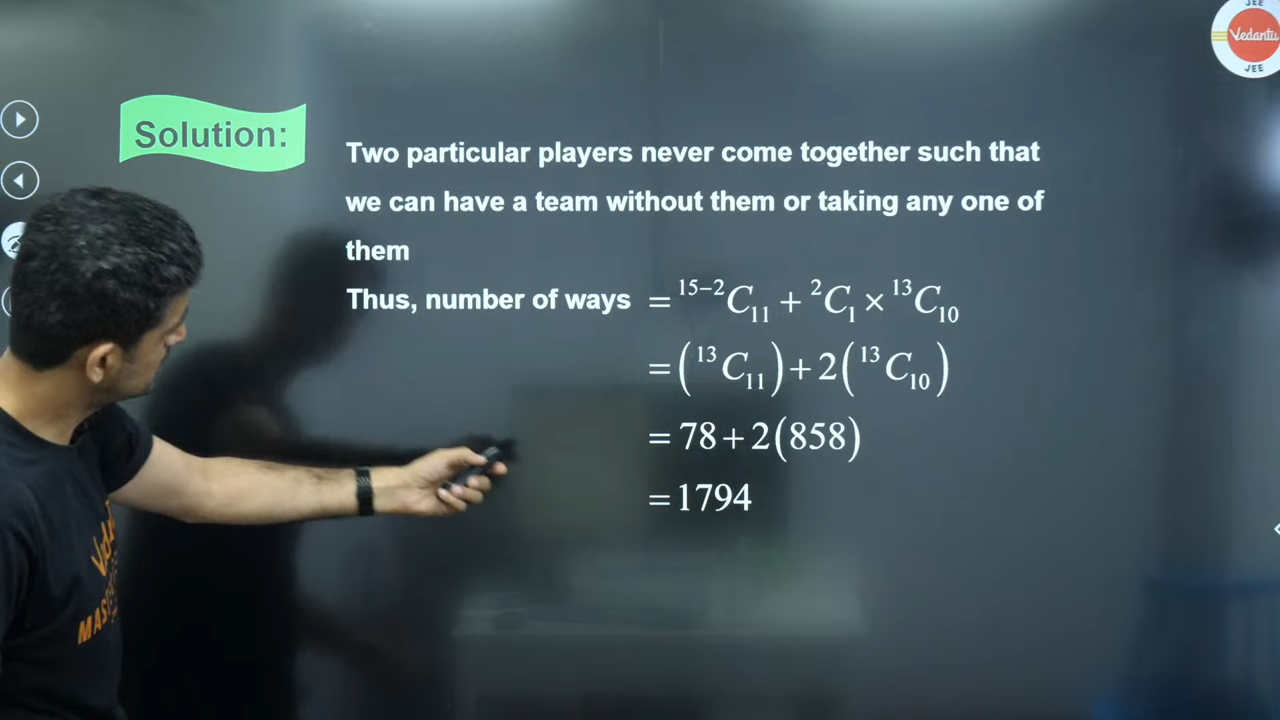 JEE
Vedantu
JEE
Solution:
Two particular players never come together such that
we can have a team without them or taking any one of
them
Thus, number of ways = ¹⁵⁻²C₁₁ + ²C₁ × ¹³C₁₀
= (¹³C₁₁) + 2(¹³C₁₀)
= 78 + 2(858)
= 1794